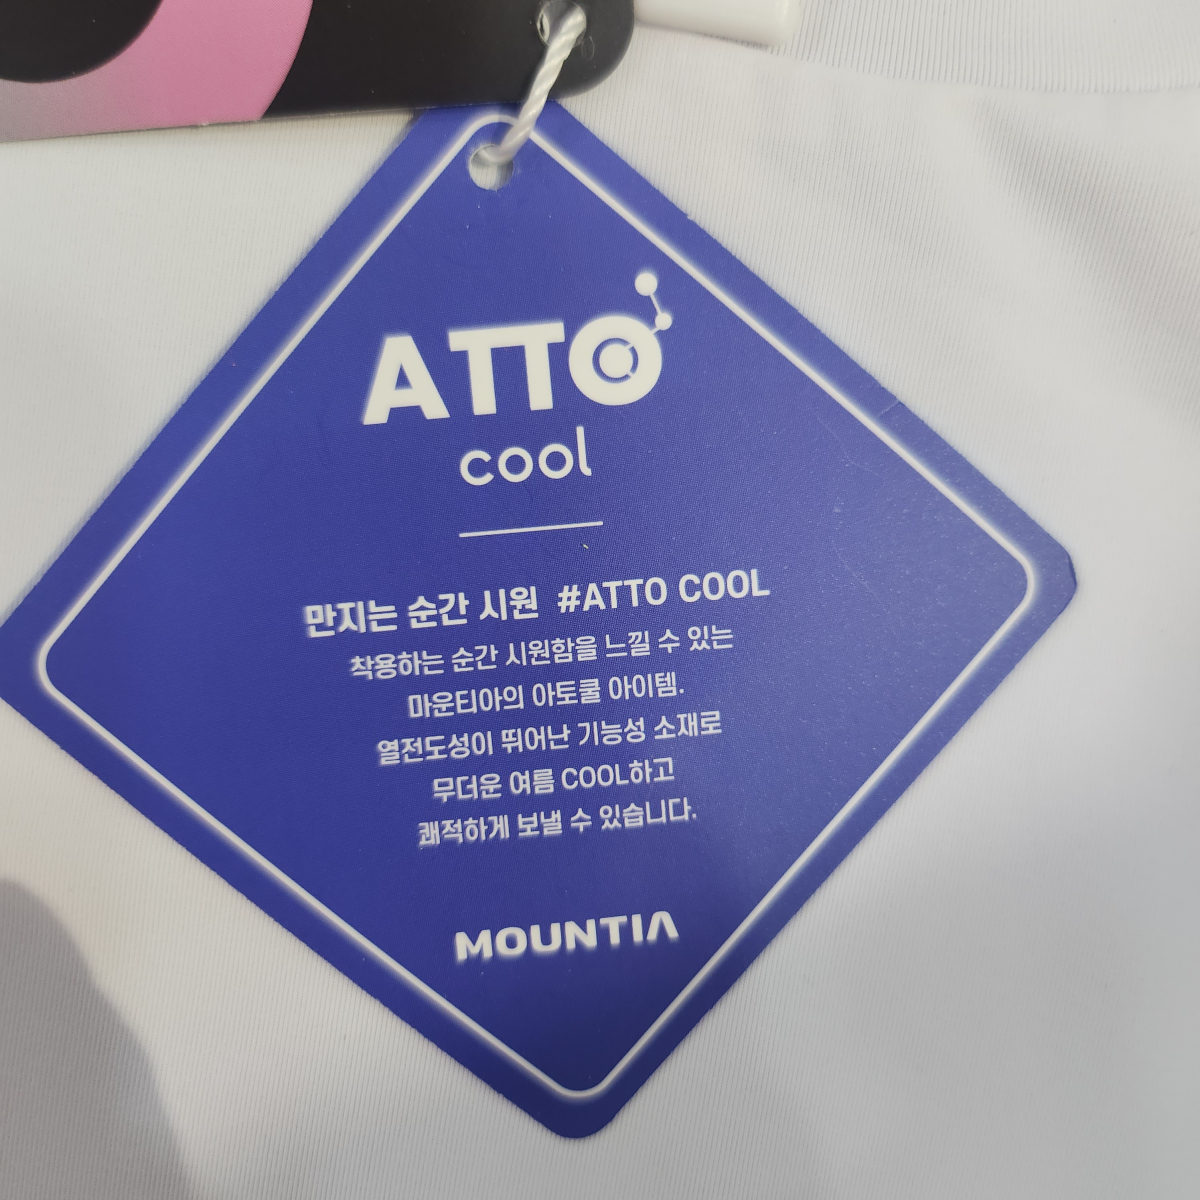 ATTO
cool
만지는 순간 시원 #ATTO COOL
착용하는 순간 시원함을 느낄 수 있는
마운티아의 아토쿨 아이템.
열전도성이 뛰어난 기능성 소재로
무더운 여름 COOL하고
쾌적하게 보낼 수 있습니다.
MOUNTIA